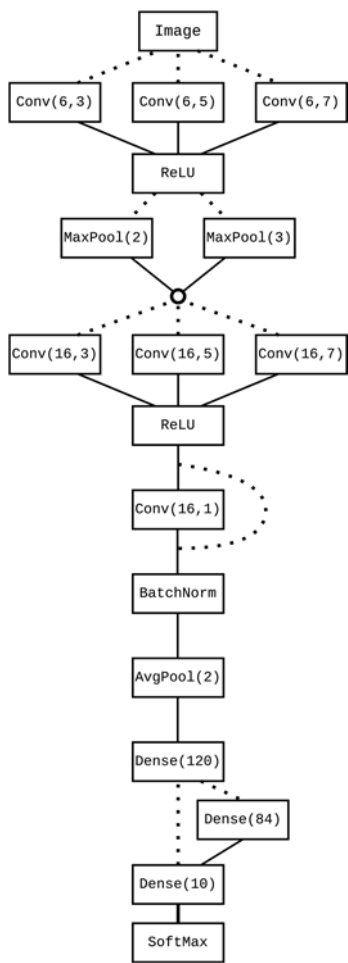 Image
Conv(6,3)
Conv(6,5)
Conv(6,7)
ReLU
MaxPool(2)
MaxPool(3)
Conv(16,3)
Conv(16,5)
Conv(16,7)
ReLU
Conv(16,1)
BatchNorm
AvgPool(2)
Dense(120)
Dense(84)
Dense(10)
SoftMax